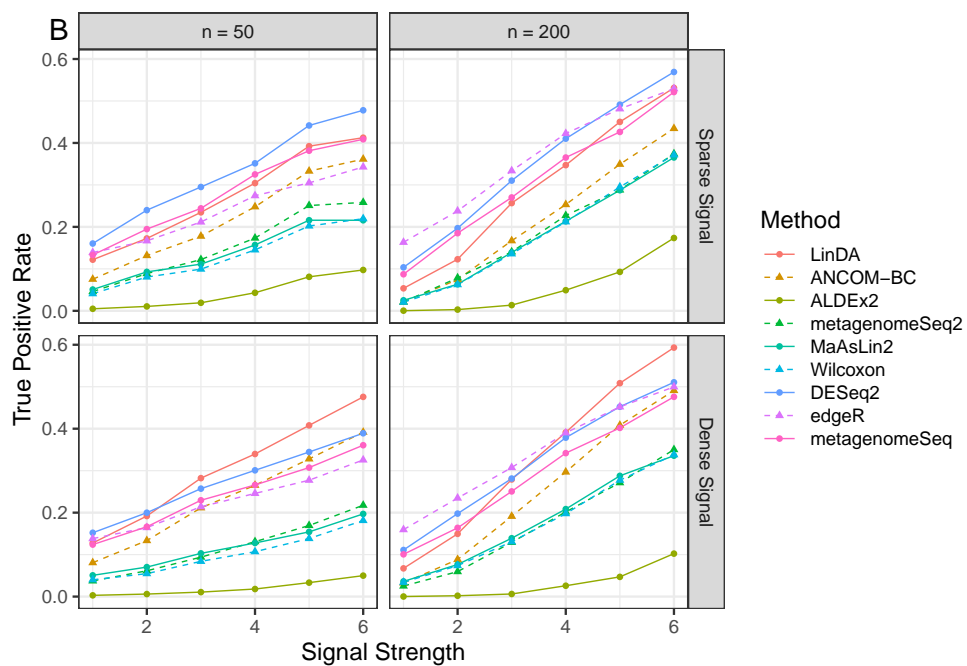 B
n = 50
n = 200
0.6
0.4
0.2
0.0
Sparse Signal
0.6
0.4
0.2
0.0
Dense Signal
True Positive Rate
2
4
6
2
4
6
Signal Strength
Method
LinDA
ANCOM−BC
ALDEx2
metagenomeSeq2
MaAsLin2
Wilcoxon
DESeq2
edgeR
metagenomeSeq